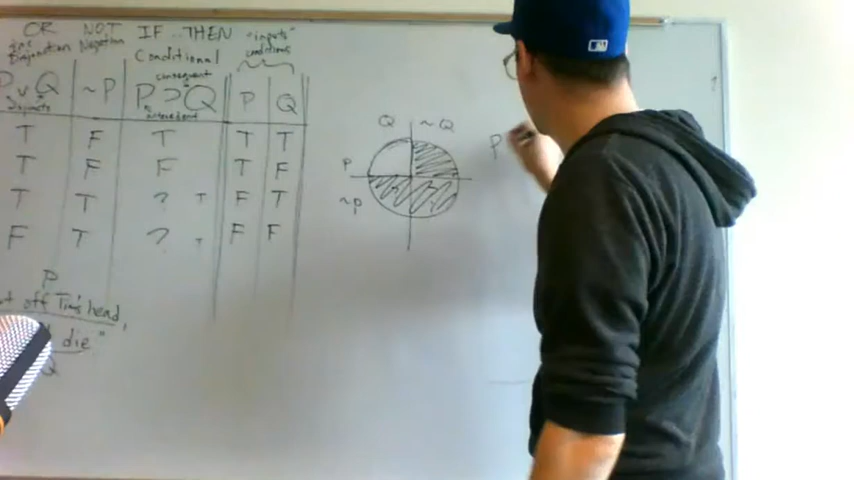 OR NOT IF..THEN "inputs"
Disjunction Negation Conditional conditions
consequent
P v Q ~P P ⊃ Q P Q
Disjuncts antecedent
T F T T T
T F F T F
T T ? T F T
F T ? T F F
P
off Tim's head,
die"
Q
Q ~Q
P
~P
P